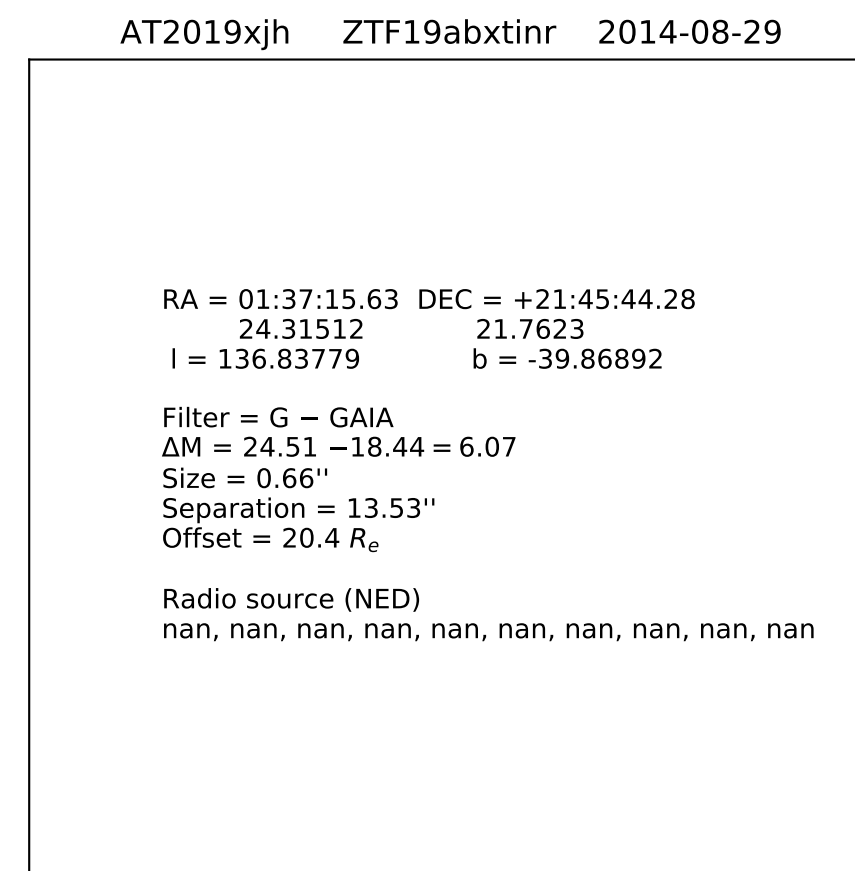 AT2019xjh ZTF19abxtinr 2014-08-29
RA = 01:37:15.63 DEC = +21:45:44.28
24.31512 21.7623
l = 136.83779 b = -39.86892
Filter = G − GAIA
ΔM = 24.51 −18.44 = 6.07
Size = 0.66''
Separation = 13.53''
Offset = 20.4 Rₑ
Radio source (NED)
nan, nan, nan, nan, nan, nan, nan, nan, nan, nan